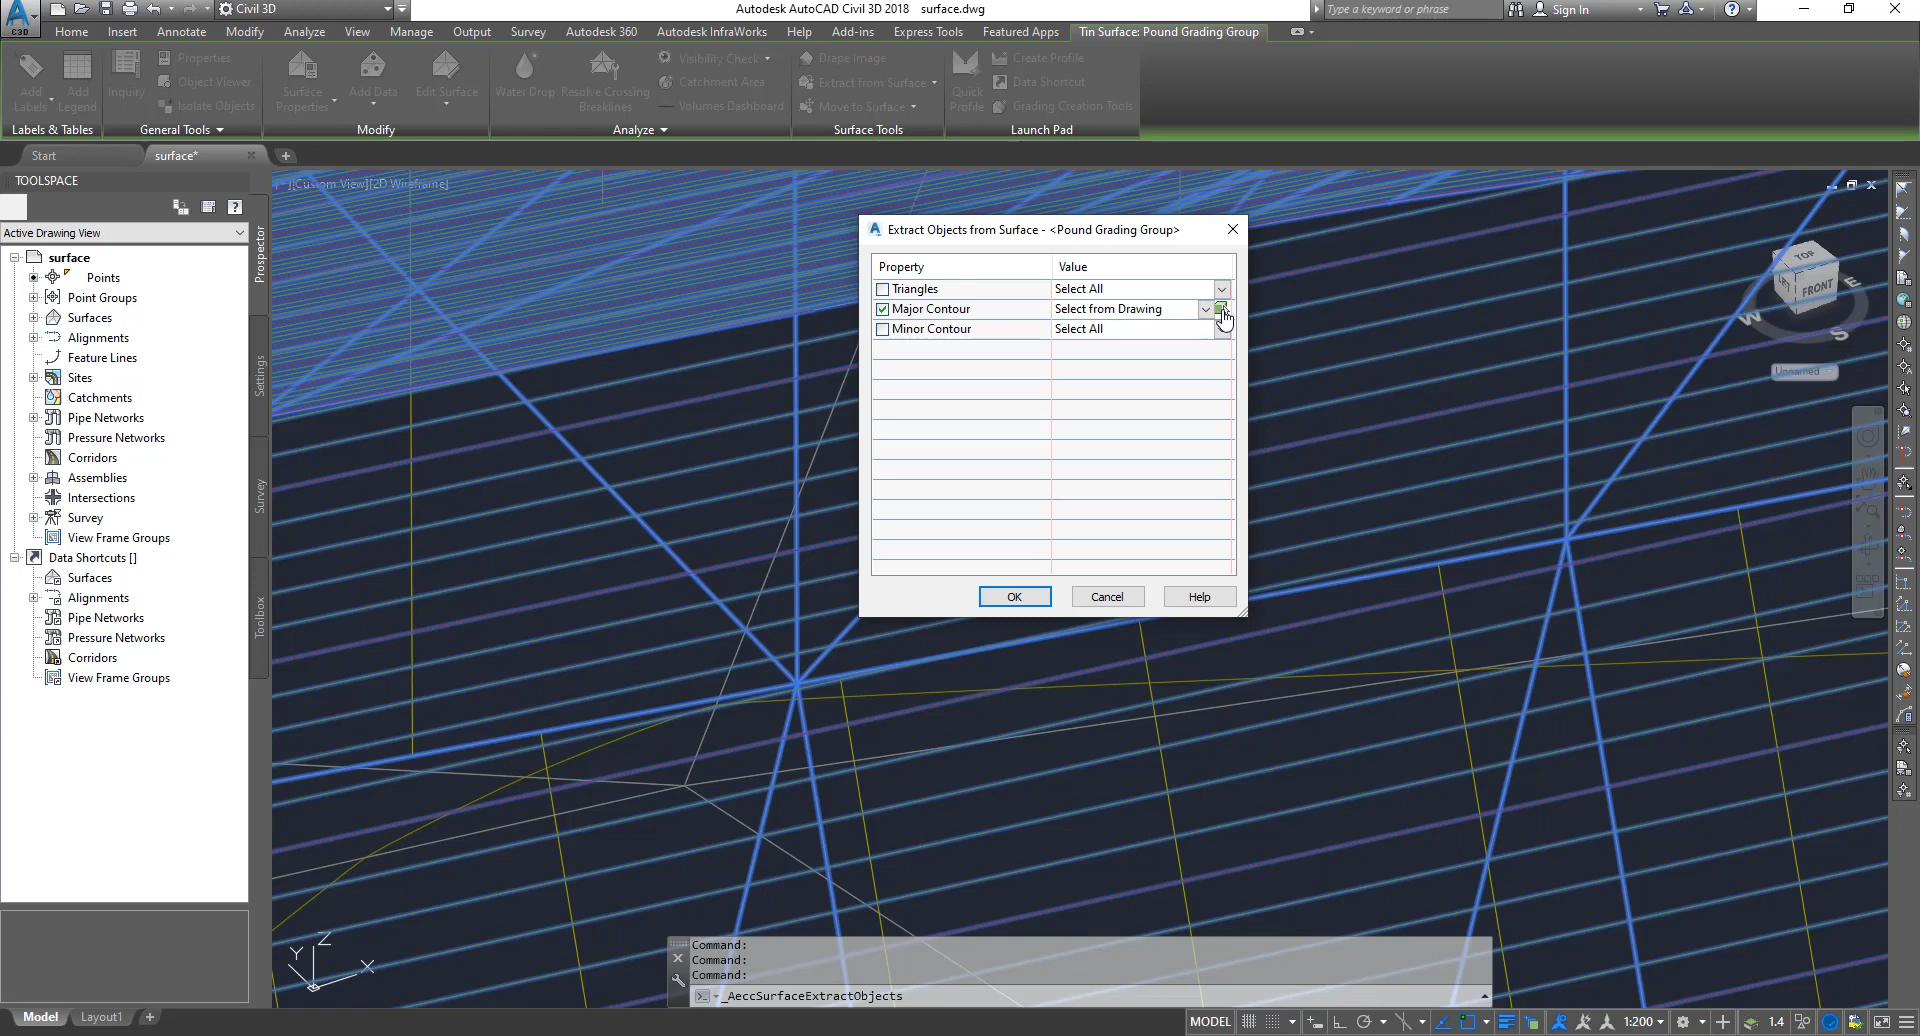 Civil 3D
Autodesk AutoCAD Civil 3D 2018 surface.dwg
Type a keyword or phrase
Sign In
C3D
Home Insert Annotate Modify Analyze View Manage Output Survey Autodesk 360 Autodesk InfraWorks Help Add-ins Express Tools Featured Apps Tin Surface: Pound Grading Group
Add Labels
Add Legend
Labels & Tables
Inquiry
Properties
Object Viewer
Isolate Objects
General Tools
Surface Properties
Add Data
Edit Surface
Modify
Water Drop
Resolve Crossing Breaklines
Visibility Check
Catchment Area
Volumes Dashboard
Analyze
Drape Image
Extract from Surface
Move to Surface
Surface Tools
Quick Profile
Create Profile
Data Shortcut
Grading Creation Tools
Launch Pad
Start
surface*
TOOLSPACE
Active Drawing View
surface
Points
Point Groups
Surfaces
Alignments
Feature Lines
Sites
Catchments
Pipe Networks
Pressure Networks
Corridors
Assemblies
Intersections
Survey
View Frame Groups
Data Shortcuts []
Surfaces
Alignments
Pipe Networks
Pressure Networks
Corridors
View Frame Groups
Prospector
Settings
Survey
Toolbox
][Custom View][2D Wireframe]
Extract Objects from Surface - <Pound Grading Group>
Property Value
Triangles Select All
Major Contour Select from Drawing
Minor Contour Select All
OK Cancel Help
TOP
FRONT
W
S
E
Unnamed
Z
Y
X
Command:
Command:
Command:
_AeccSurfaceExtractObjects
Model Layout1
MODEL
1:200
1.4